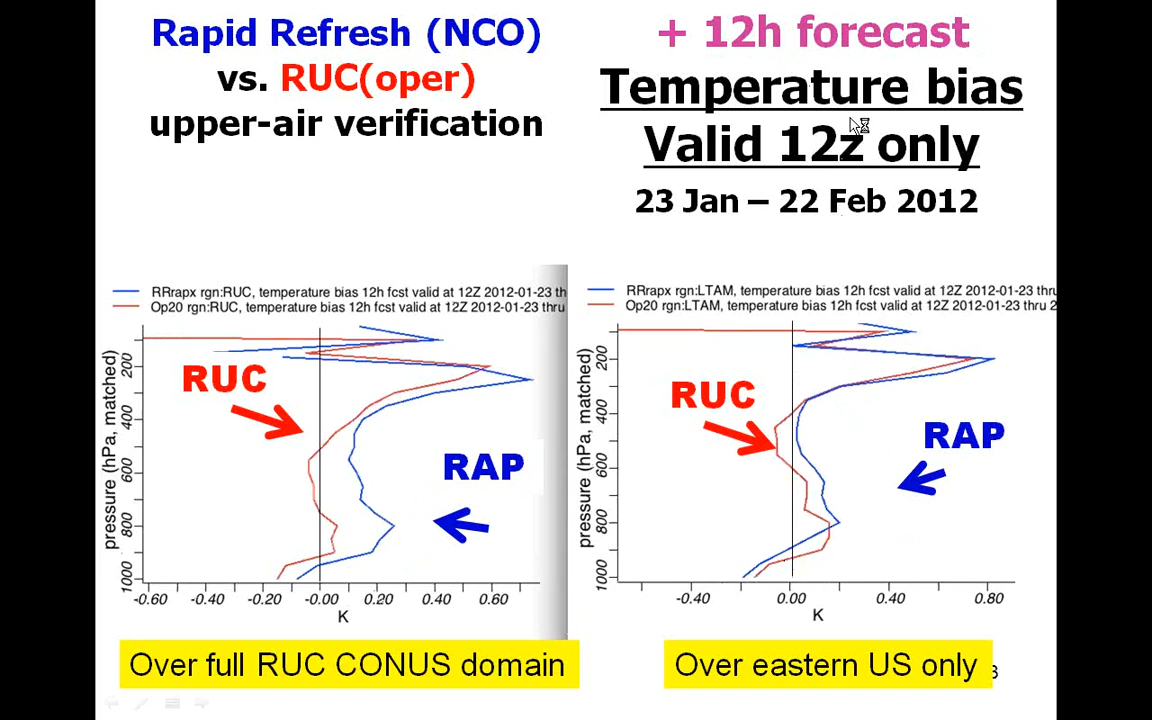 Rapid Refresh (NCO)
vs. RUC(oper)
upper-air verification
+ 12h forecast
Temperature bias
Valid 12z only
23 Jan – 22 Feb 2012
RRrapx rgn:RUC, temperature bias 12h fcst valid at 12Z 2012-01-23 th
Op20 rgn:RUC, temperature bias 12h fcst valid at 12Z 2012-01-23 thru
pressure (hPa, matched)
200
400
600
800
1000
RUC
RAP
-0.60 -0.40 -0.20 -0.00 0.20 0.40 0.60
K
Over full RUC CONUS domain
RRrapx rgn:LTAM, temperature bias 12h fcst valid at 12Z 2012-01-23 thru
Op20 rgn:LTAM, temperature bias 12h fcst valid at 12Z 2012-01-23 thru 2
pressure (hPa, matched)
200
400
600
800
1000
RUC
RAP
-0.40 0.00 0.40 0.80
K
Over eastern US only